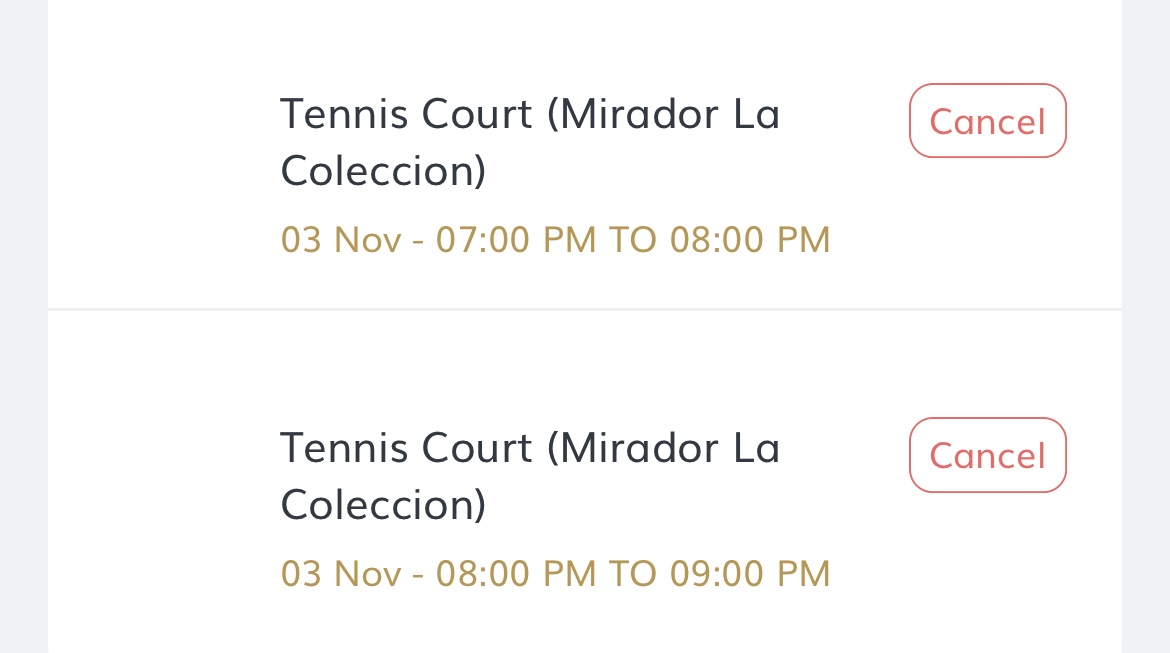 Tennis Court (Mirador La
Coleccion)
Cancel
03 Nov - 07:00 PM TO 08:00 PM
Tennis Court (Mirador La
Coleccion)
Cancel
03 Nov - 08:00 PM TO 09:00 PM